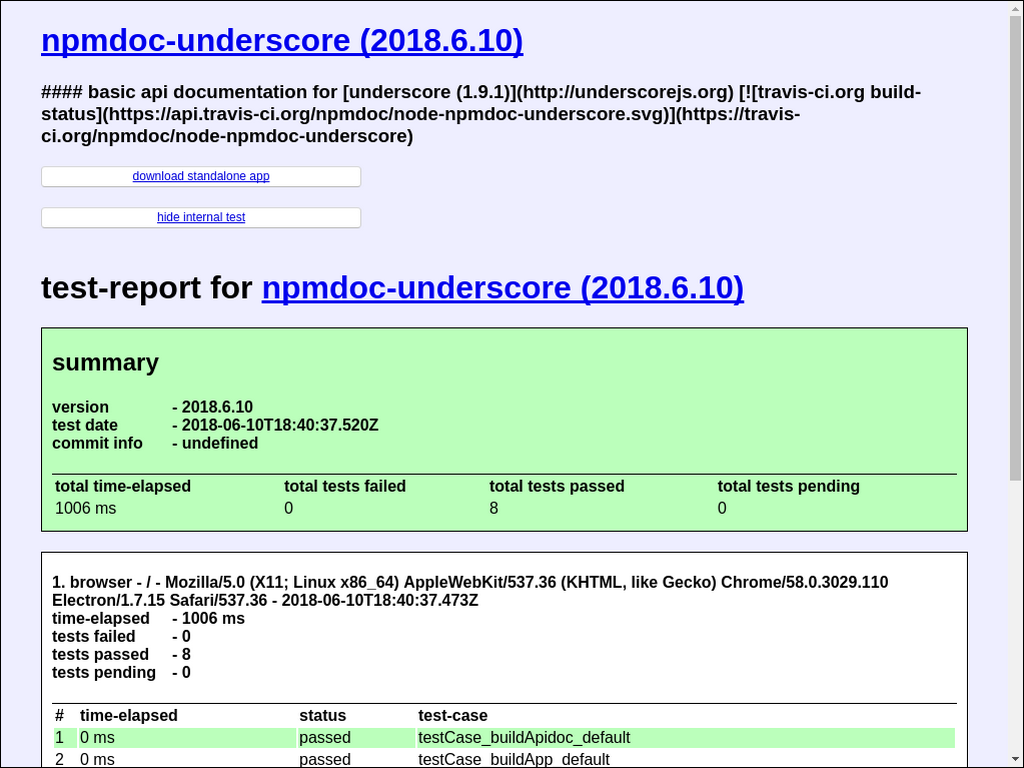 npmdoc-underscore (2018.6.10)
#### basic api documentation for [underscore (1.9.1)](http://underscorejs.org) [![travis-ci.org build-
status](https://api.travis-ci.org/npmdoc/node-npmdoc-underscore.svg)](https://travis-
ci.org/npmdoc/node-npmdoc-underscore)
download standalone app
hide internal test
test-report for npmdoc-underscore (2018.6.10)
summary
version - 2018.6.10
test date - 2018-06-10T18:40:37.520Z
commit info - undefined
total time-elapsed total tests failed total tests passed total tests pending
1006 ms 0 8 0
1. browser - / - Mozilla/5.0 (X11; Linux x86_64) AppleWebKit/537.36 (KHTML, like Gecko) Chrome/58.0.3029.110
Electron/1.7.15 Safari/537.36 - 2018-06-10T18:40:37.473Z
time-elapsed - 1006 ms
tests failed - 0
tests passed - 8
tests pending - 0
# time-elapsed status test-case
1 0 ms passed testCase_buildApidoc_default
2 0 ms passed testCase_buildApp_default